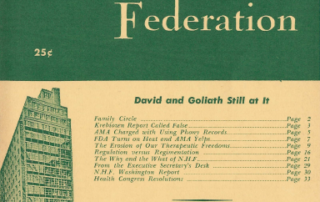 Federation
25¢
David and Goliath Still at It
Family Circle Page 2
Krebiozen Report Called False Page 3
AMA Charged with Using Phoney Records Page 5
FDA Turns on Heat and AMA Yelps Page 7
The Erosion of Our Therapeutic Freedoms Page 9
Regulation versus Regimentation Page 16
The Why and the What of N.H.F. Page 21
From the Executive Secretary's Desk Page 29
N.H.F. Washington Report Page 30
Health Congress Resolutions Page 33